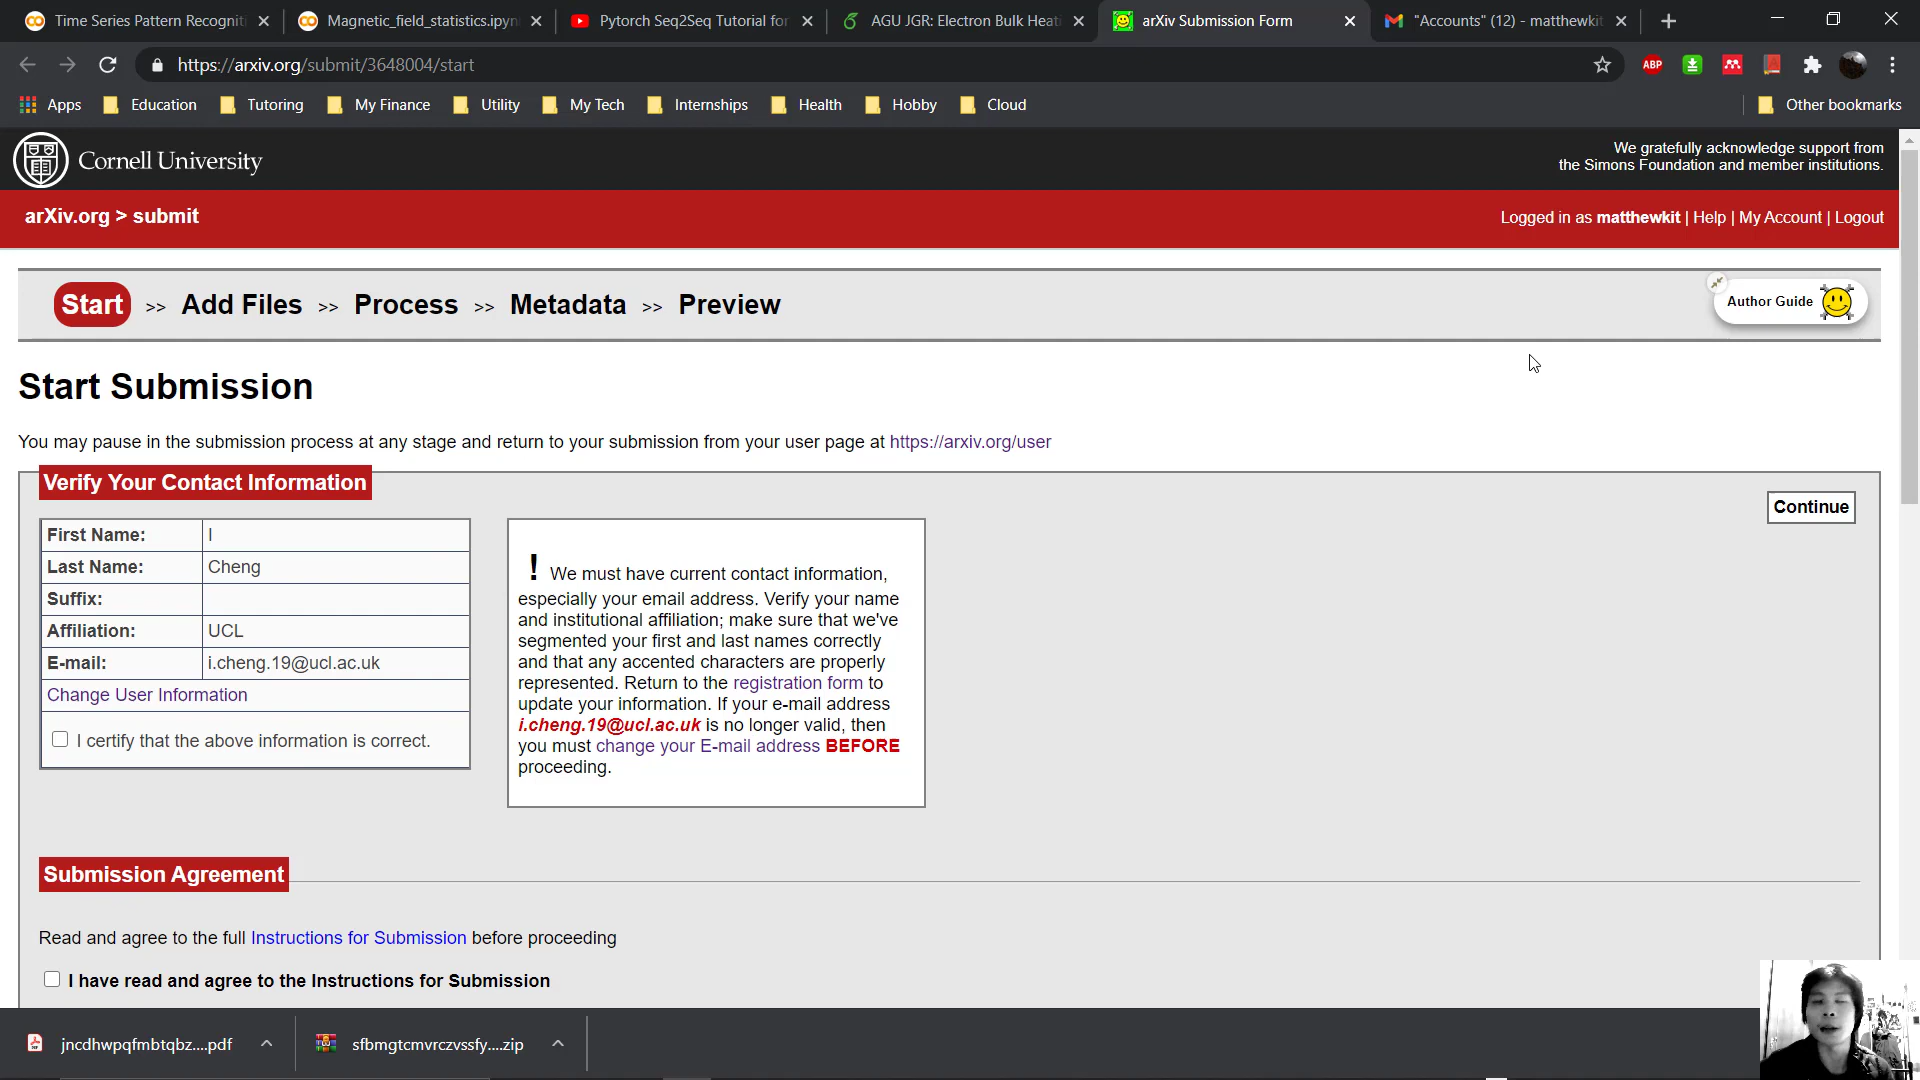 Time Series Pattern Recogniti
Magnetic_field_statistics.ipyn
Pytorch Seq2Seq Tutorial for
AGU JGR: Electron Bulk Heati
arXiv Submission Form
"Accounts" (12) - matthewkit
https://arxiv.org/submit/3648004/start
ABP
Apps
Education
Tutoring
My Finance
Utility
My Tech
Internships
Health
Hobby
Cloud
Other bookmarks
Cornell University
We gratefully acknowledge support from
the Simons Foundation and member institutions.
arXiv.org > submit
Logged in as matthewkit | Help | My Account | Logout
Start >> Add Files >> Process >> Metadata >> Preview
Author Guide
Start Submission
You may pause in the submission process at any stage and return to your submission from your user page at https://arxiv.org/user
Verify Your Contact Information
Continue
First Name: I
Last Name: Cheng
Suffix:
Affiliation: UCL
E-mail: i.cheng.19@ucl.ac.uk
Change User Information
I certify that the above information is correct.
! We must have current contact information,
especially your email address. Verify your name
and institutional affiliation; make sure that we've
segmented your first and last names correctly
and that any accented characters are properly
represented. Return to the registration form to
update your information. If your e-mail address
i.cheng.19@ucl.ac.uk is no longer valid, then
you must change your E-mail address BEFORE
proceeding.
Submission Agreement
Read and agree to the full Instructions for Submission before proceeding
I have read and agree to the Instructions for Submission
jncdhwpqfmbtqbz....pdf
sfbmgtcmvrczvssfy....zip